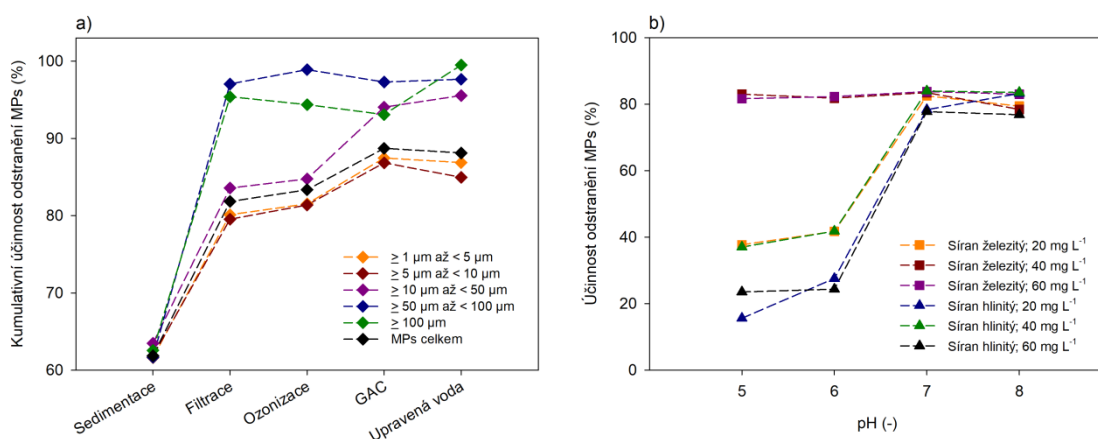 a)
Kumulativní účinnost odstranění MPs (%)
100
90
80
70
60
≥ 1 µm až < 5 µm
≥ 5 µm až < 10 µm
≥ 10 µm až < 50 µm
≥ 50 µm až < 100 µm
≥ 100 µm
MPs celkem
Sedimentace
Filtrace
Ozonizace
GAC
Upravená voda
b)
Účinnost odstranění MPs (%)
100
80
60
40
20
0
Síran železitý, 20 mg L⁻¹
Síran železitý; 40 mg L⁻¹
Síran železitý; 60 mg L⁻¹
Síran hlinitý; 20 mg L⁻¹
Síran hlinitý; 40 mg L⁻¹
Síran hlinitý; 60 mg L⁻¹
5 6 7 8
pH (-)